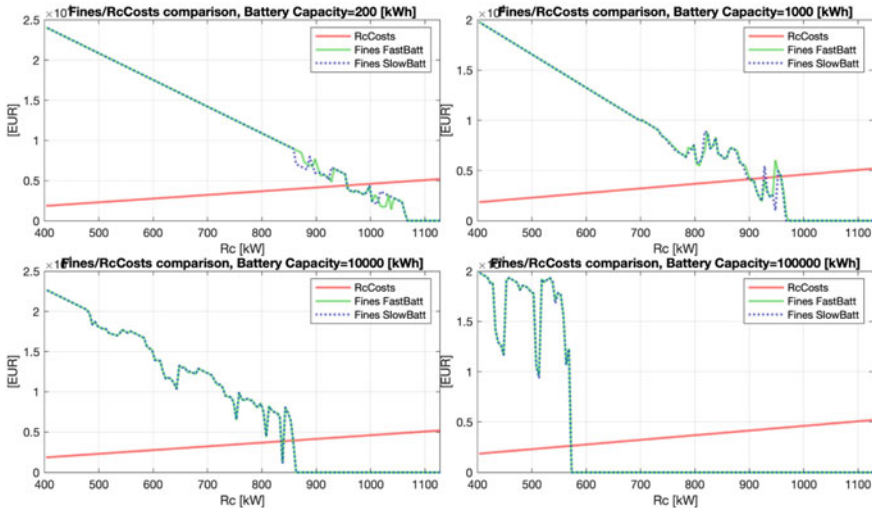 Fines/RcCosts comparison, Battery Capacity=200 [kWh]
2.5
2
1.5
1
0.5
0
[EUR]
RcCosts
Fines FastBatt
Fines SlowBatt
400 500 600 700 800 900 1000 1100
Rc [kW]
Fines/RcCosts comparison, Battery Capacity=1000 [kWh]
2
1.5
1
0.5
0
[EUR]
RcCosts
Fines FastBatt
Fines SlowBatt
400 500 600 700 800 900 1000 1100
Rc [kW]
Fines/RcCosts comparison, Battery Capacity=10000 [kWh]
2.5
2
1.5
1
0.5
0
[EUR]
RcCosts
Fines FastBatt
Fines SlowBatt
400 500 600 700 800 900 1000 1100
Rc [kW]
Fines/RcCosts comparison, Battery Capacity=100000 [kWh]
2
1.5
1
0.5
0
[EUR]
RcCosts
Fines FastBatt
Fines SlowBatt
400 500 600 700 800 900 1000 1100
Rc [kW]